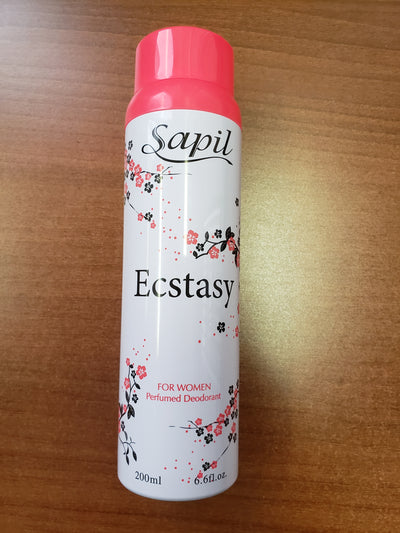 Sapil
Ecstasy
FOR WOMEN
Perfumed Deodorant
200ml 6.6fl.oz.